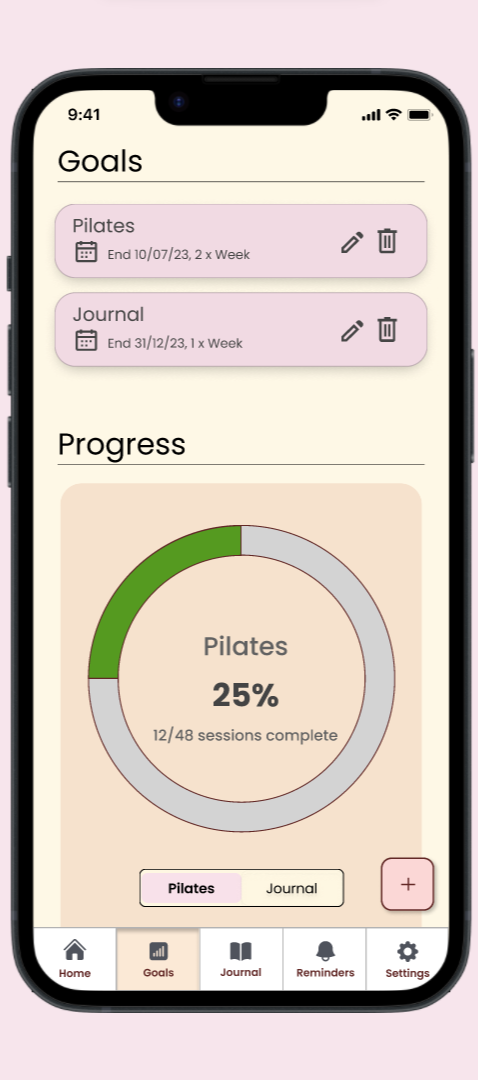 9:41
Goals
Pilates
End 10/07/23, 2 x Week
Journal
End 31/12/23, 1 x Week
Progress
Pilates
25%
12/48 sessions complete
Pilates Journal
+
Home Goals Journal Reminders Settings